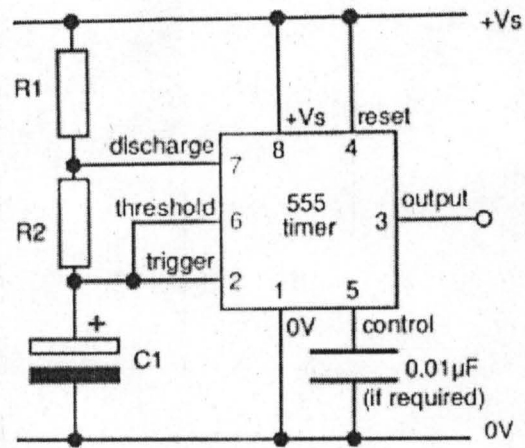 +Vs
R1
+Vs reset
discharge
8 4
7
threshold
555
timer
output
6
3
R2
trigger
2
1 5
0V control
+
C1
0.01µF
(if required)
0V